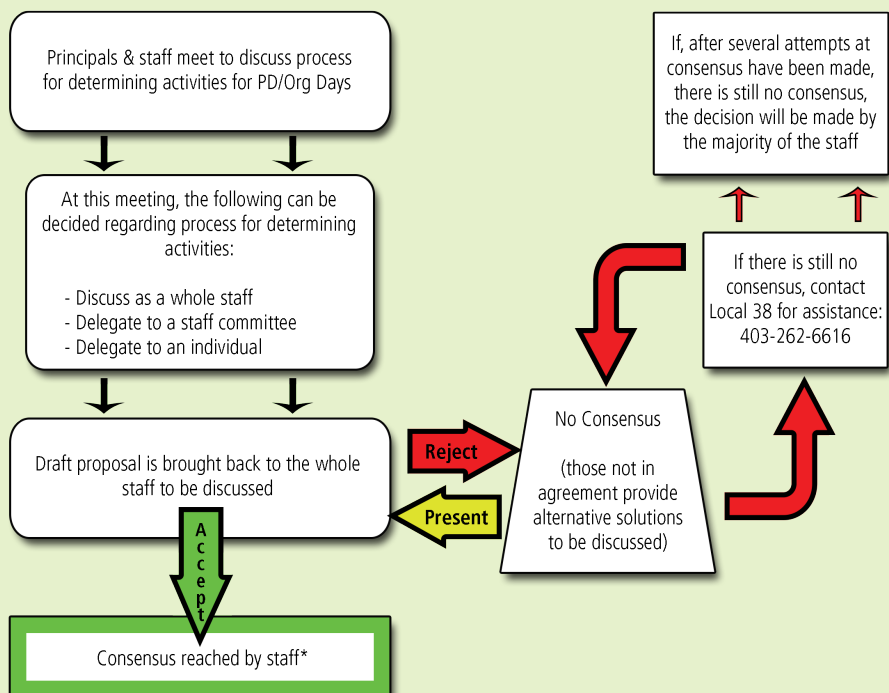 Principals & staff meet to discuss process
for determining activities for PD/Org Days
At this meeting, the following can be
decided regarding process for determining
activities:
- Discuss as a whole staff
- Delegate to a staff committee
- Delegate to an individual
Draft proposal is brought back to the whole
staff to be discussed
Accept
Consensus reached by staff*
Reject
Present
No Consensus
(those not in
agreement provide
alternative solutions
to be discussed)
If there is still no
consensus, contact
Local 38 for assistance:
403-262-6616
If, after several attempts at
consensus have been made,
there is still no consensus,
the decision will be made by
the majority of the staff